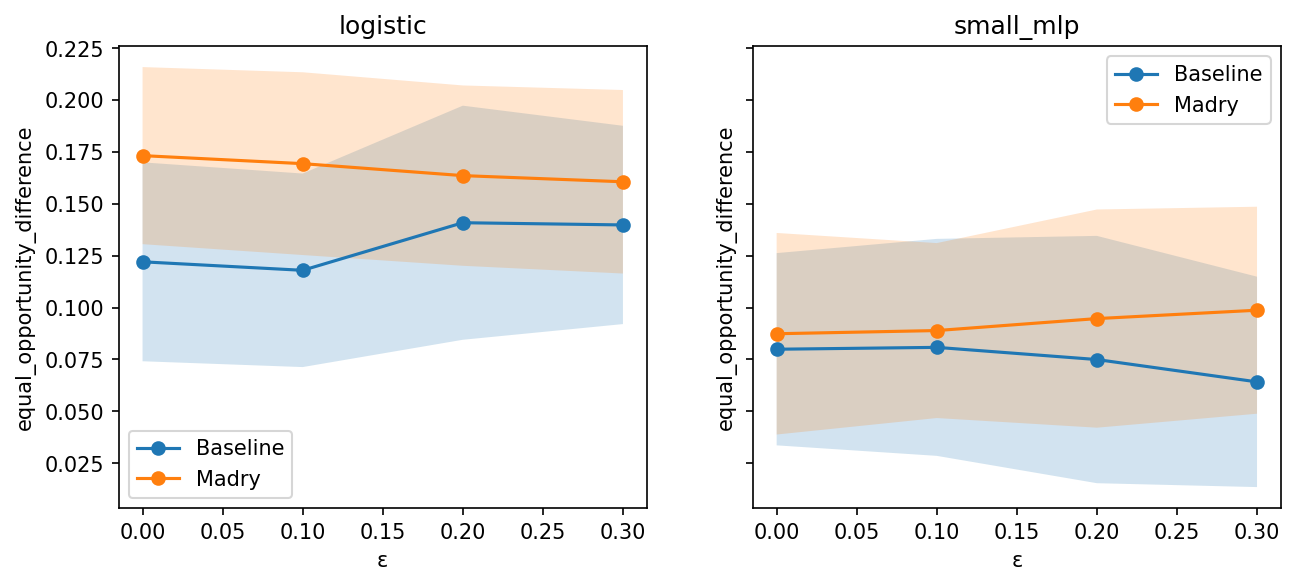 logistic
equal_opportunity_difference
0.225
0.200
0.175
0.150
0.125
0.100
0.075
0.050
0.025
Baseline
Madry
0.00 0.05 0.10 0.15 0.20 0.25 0.30
ε
small_mlp
equal_opportunity_difference
Baseline
Madry
0.00 0.05 0.10 0.15 0.20 0.25 0.30
ε